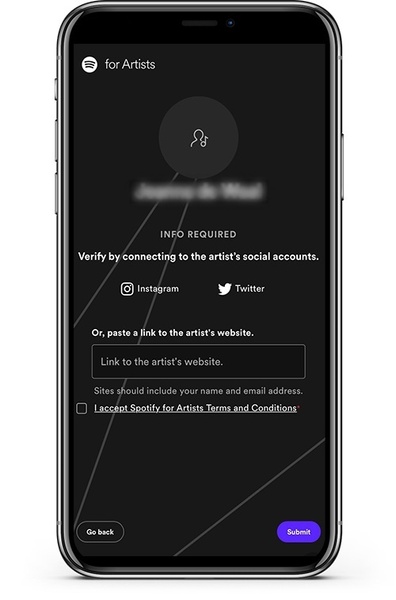 for Artists
INFO REQUIRED
Verify by connecting to the artist's social accounts.
Instagram
Twitter
Or, paste a link to the artist's website.
Link to the artist's website.
Sites should include your name and email address.
I accept Spotify for Artists Terms and Conditions*
Go back
Submit